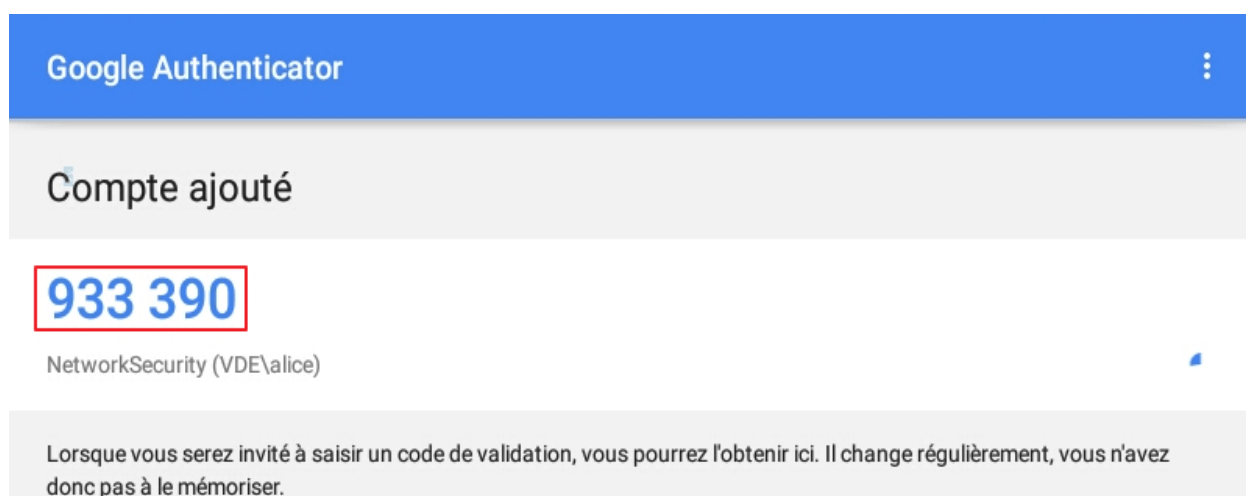 Google Authenticator
Compte ajouté
933 390
NetworkSecurity (VDE\alice)
Lorsque vous serez invité à saisir un code de validation, vous pourrez l'obtenir ici. Il change régulièrement, vous n'avez
donc pas à le mémoriser.